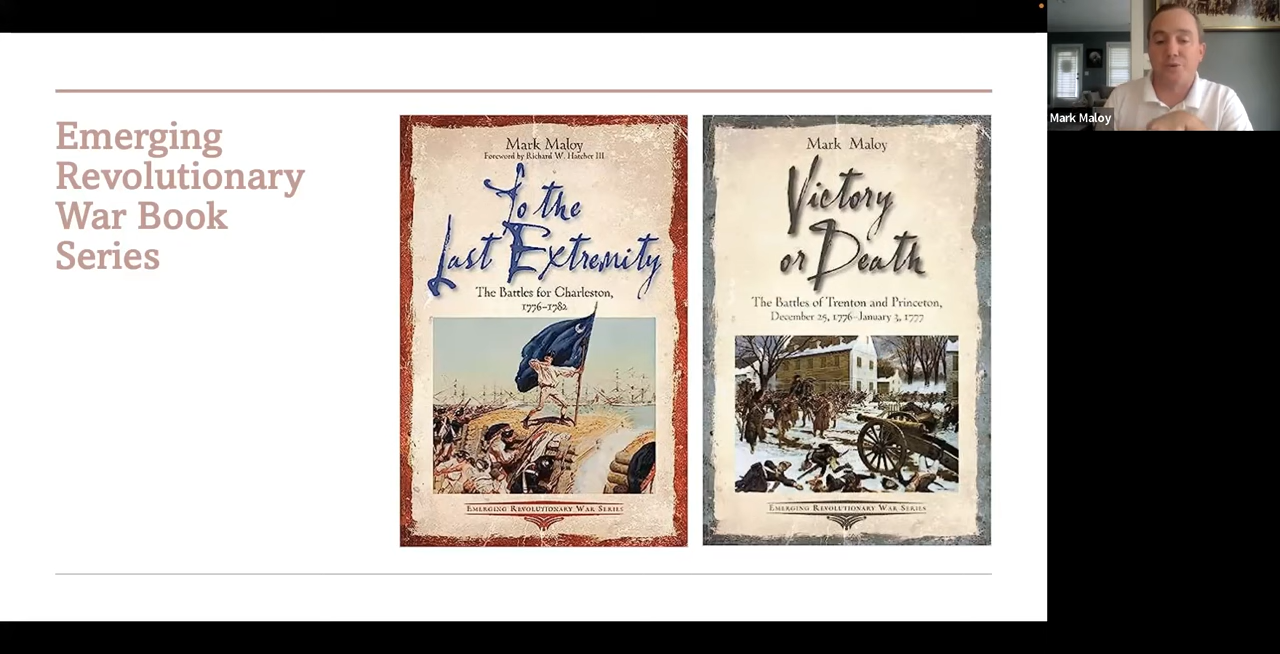 Emerging
Revolutionary
War Book
Series
Mark Maloy
Foreword by Richard W. Hatcher III
To the
Last Extremity
The Battles for Charleston,
1776–1782
EMERGING REVOLUTIONARY WAR SERIES
Mark Maloy
Victory
or Death
The Battles of Trenton and Princeton,
December 25, 1776–January 3, 1777
EMERGING REVOLUTIONARY WAR SERIES
Mark Maloy